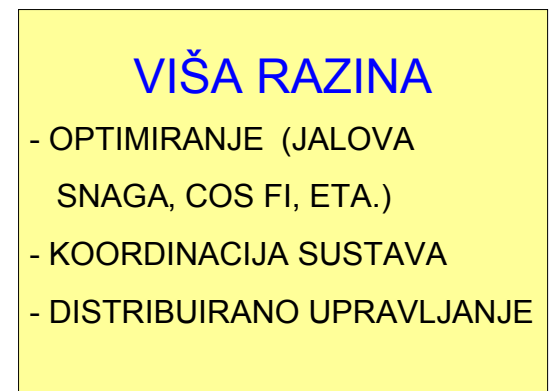 VIŠA RAZINA
- OPTIMIRANJE (JALOVA
SNAGA, COS FI, ETA.)
- KOORDINACIJA SUSTAVA
- DISTRIBUIRANO UPRAVLJANJE